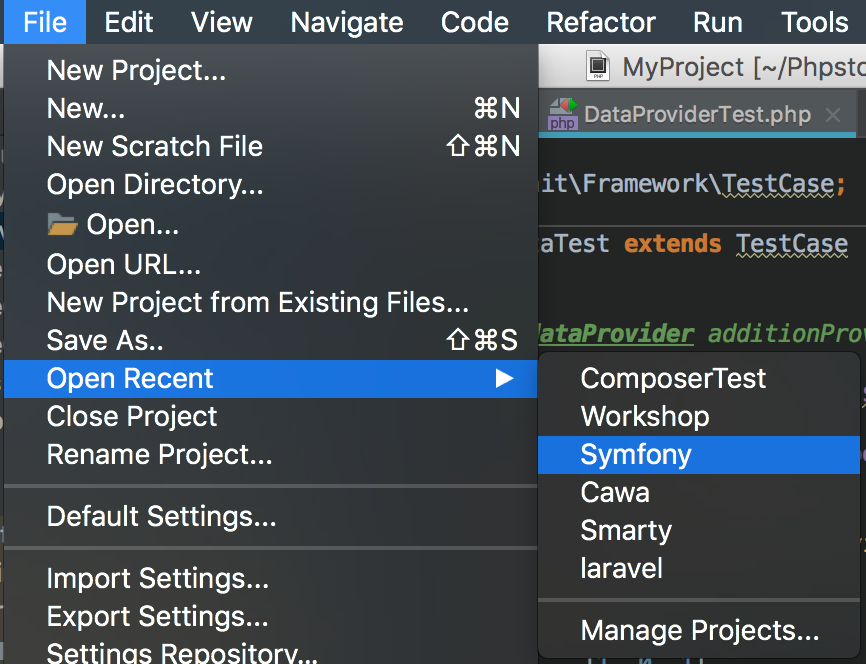 File Edit View Navigate Code Refactor Run Tools
New Project...
New... ⌘N
New Scratch File ⇧⌘N
Open Directory...
Open...
Open URL...
New Project from Existing Files...
Save As.. ⇧⌘S
Open Recent ▶
Close Project
Rename Project...
Default Settings...
Import Settings...
Export Settings...
Settings Repository...
MyProject [~/Phpsto
php DataProviderTest.php ×
it\Framework\TestCase;
aTest extends TestCase
dataProvider additionProv
ComposerTest
Workshop
Symfony
Cawa
Smarty
laravel
Manage Projects...